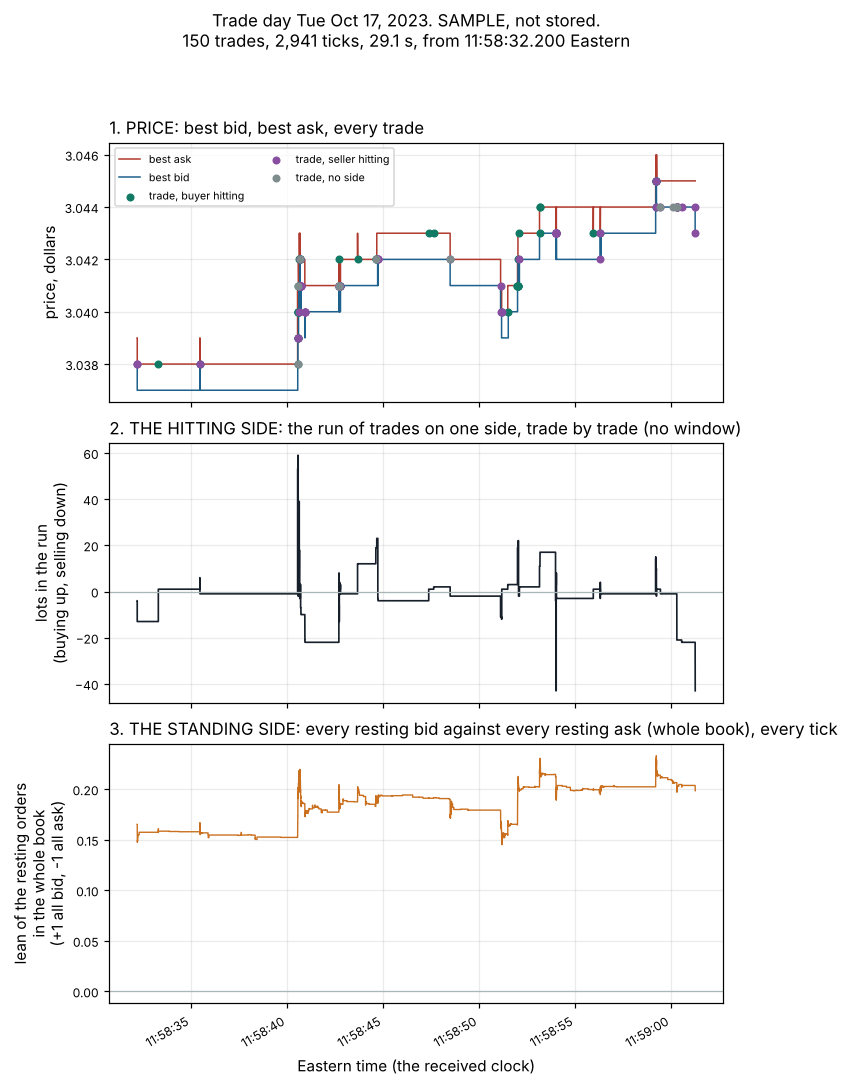 Trade day Tue Oct 17, 2023. SAMPLE, not stored.
150 trades, 2,941 ticks, 29.1 s, from 11:58:32.200 Eastern
1. PRICE: best bid, best ask, every trade
best ask
best bid
trade, buyer hitting
trade, seller hitting
trade, no side
price, dollars
3.046
3.044
3.042
3.040
3.038
2. THE HITTING SIDE: the run of trades on one side, trade by trade (no window)
lots in the run
(buying up, selling down)
60
40
20
0
−20
−40
3. THE STANDING SIDE: every resting bid against every resting ask (whole book), every tick
lean of the resting orders
in the whole book
(+1 all bid, −1 all ask)
0.20
0.15
0.10
0.05
0.00
11:58:35
11:58:40
11:58:45
11:58:50
11:58:55
11:59:00
Eastern time (the received clock)